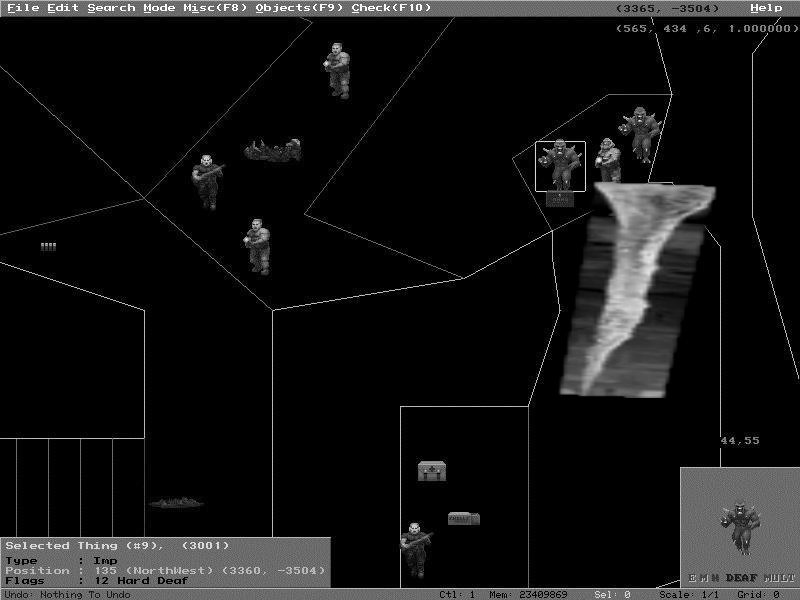 File Edit Search Mode Misc(F8) Objects(F9) Check(F10) (3365, -3504) Help
(565, 434 ,6, 1.000000)
44,55
Selected Thing (#9), (3001)
Type : Imp
Position : 135 (NorthWest) (3360, -3504)
Flags : 12 Hard Deaf
E M H DEAF MULT
Undo: Nothing To Undo Ctl: 1 Mem: 23409869 Sel: 0 Scale: 1/1 Grid: 0